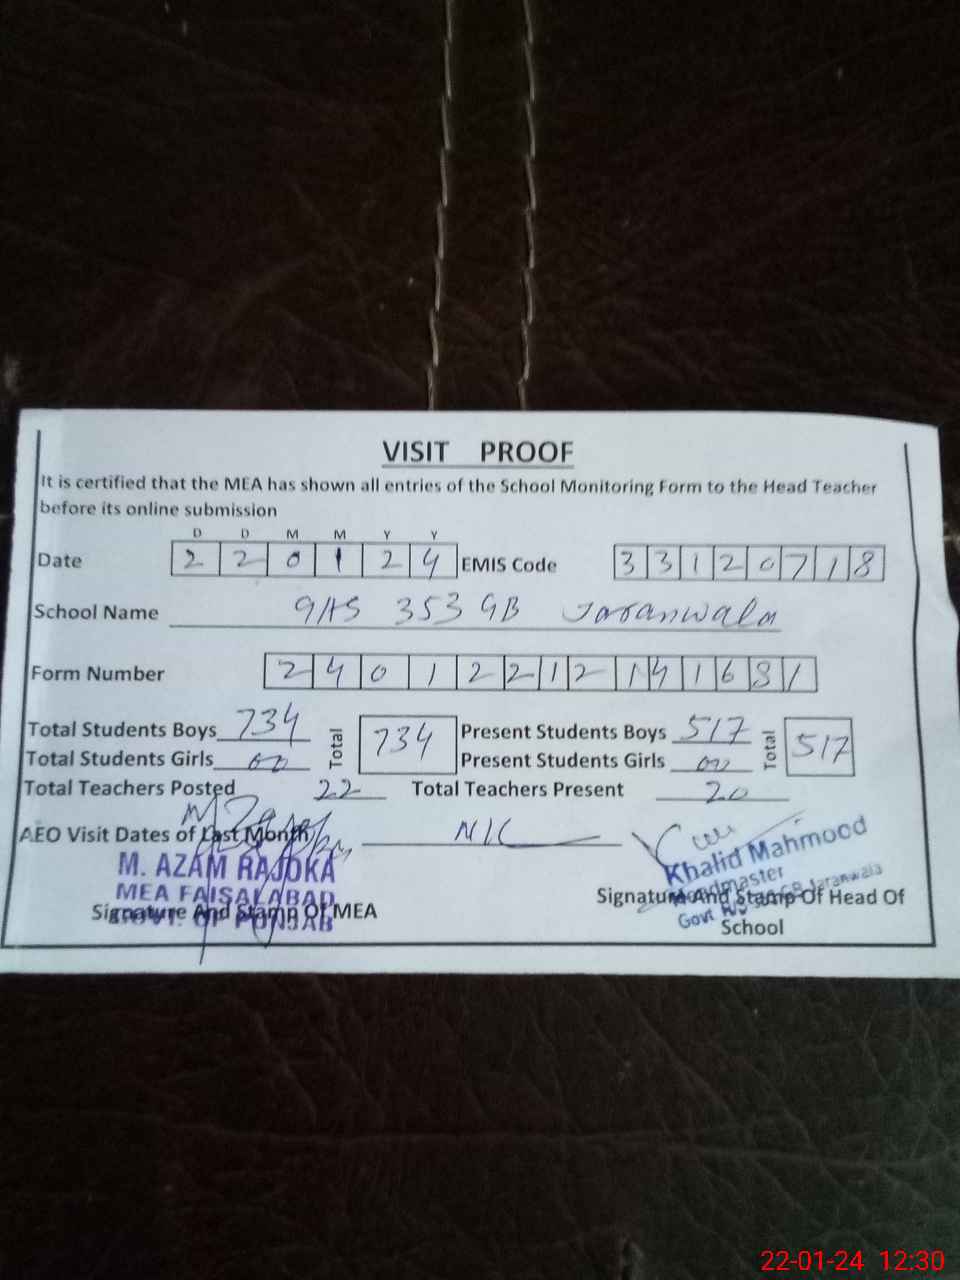 VISIT PROOF
It is certified that the MEA has shown all entries of the School Monitoring Form to the Head Teacher
before its online submission
D D M M Y Y
Date 2 2 0 1 2 4 EMIS Code 3 3 1 2 0 7 1 8
School Name GHS 353 GB Jaranwala
Form Number 2 4 0 1 2 2 1 2 1 4 1 6 3 1
Total Students Boys 734 Total 734 Present Students Boys 517 Total 517
Total Students Girls 00 Present Students Girls 00
Total Teachers Posted 22 Total Teachers Present 20
AEO Visit Dates of Last Month NIL
M. AZAM RAJOKA
MEA FAISALABAD
GOVT. OF PUNJAB
Signature And Stamp Of MEA
Khalid Mahmood
Headmaster
Govt Jaranwala
Signature And Stamp Of Head Of
School
22-01-24 12:30